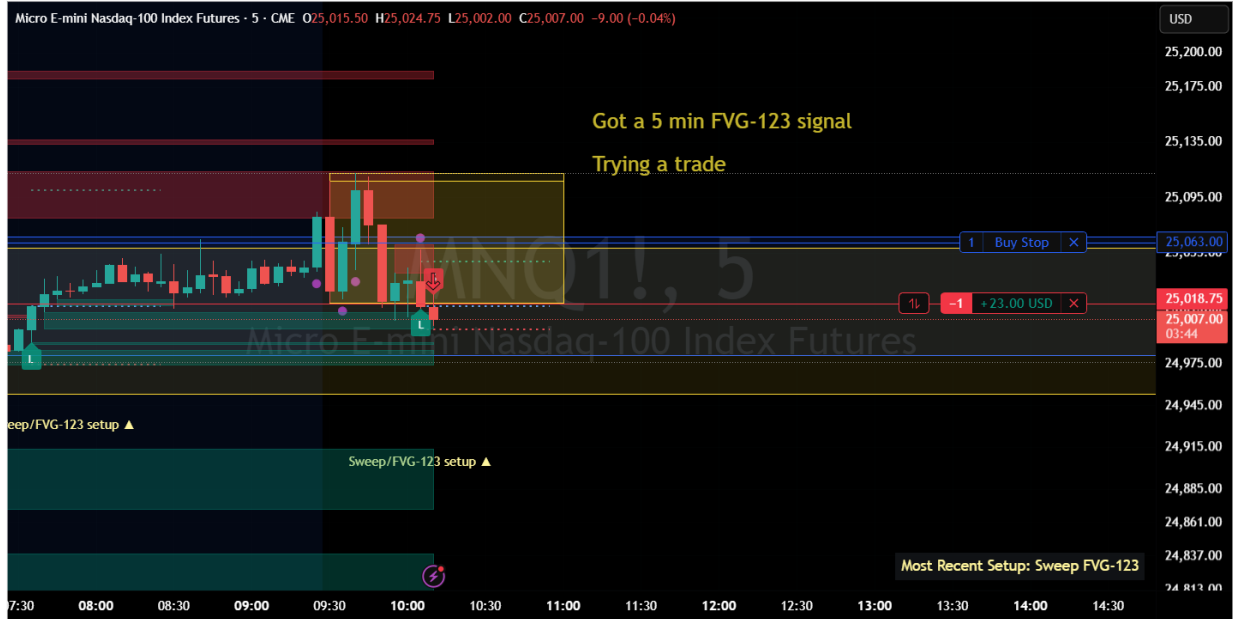 Micro E-mini Nasdaq-100 Index Futures · 5 · CME O25,015.50 H25,024.75 L25,002.00 C25,007.00 −9.00 (−0.04%)
USD
25,200.00
25,175.00
Got a 5 min FVG-123 signal
25,135.00
Trying a trade
25,095.00
1 Buy Stop
25,063.00
MNQ1!, 5
−1 +23.00 USD
25,018.75
25,007.00
03:44
L
Micro E-mini Nasdaq-100 Index Futures
L
24,975.00
24,945.00
eep/FVG-123 setup ▲
24,915.00
Sweep/FVG-123 setup ▲
24,885.00
24,861.00
24,837.00
Most Recent Setup: Sweep FVG-123
24,813.00
7:30 08:00 08:30 09:00 09:30 10:00 10:30 11:00 11:30 12:00 12:30 13:00 13:30 14:00 14:30